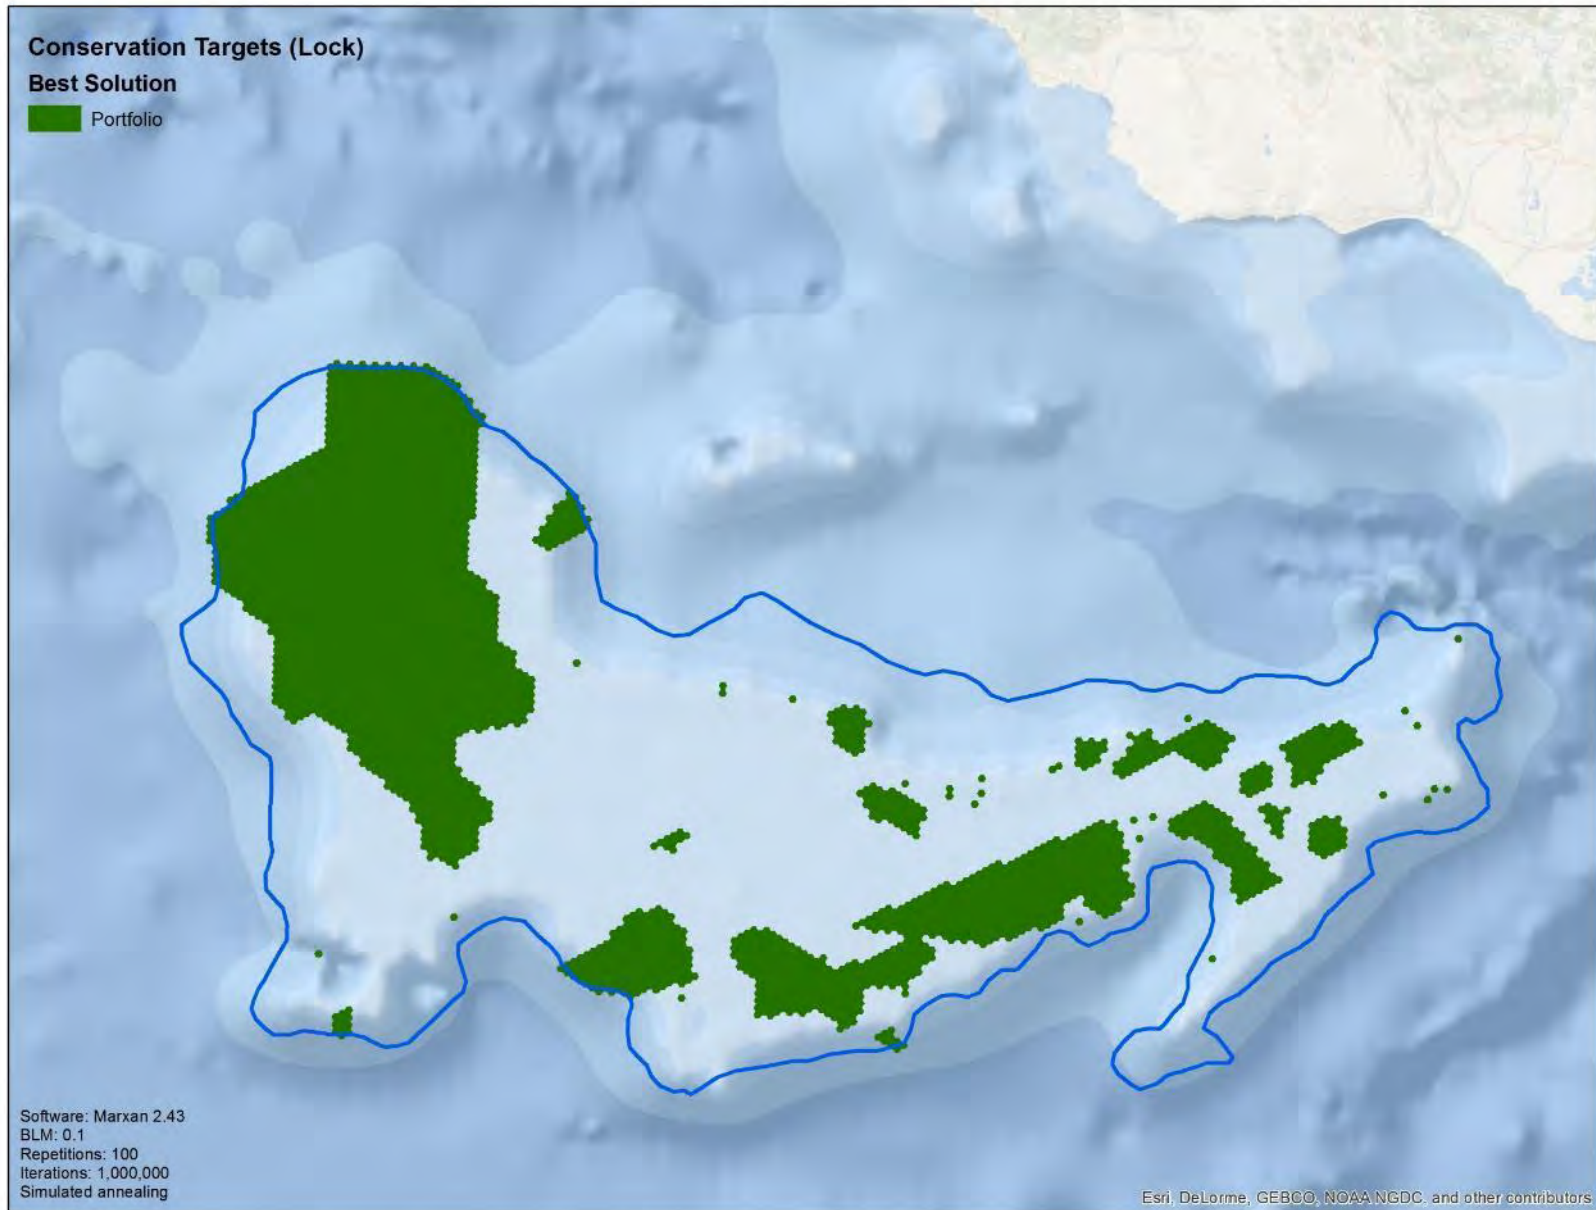 Conservation Targets (Lock)
Best Solution
Portfolio
Software: Marxan 2.43
BLM: 0.1
Repetitions: 100
Iterations: 1,000,000
Simulated annealing
Esri, DeLorme, GEBCO, NOAA NGDC, and other contributors